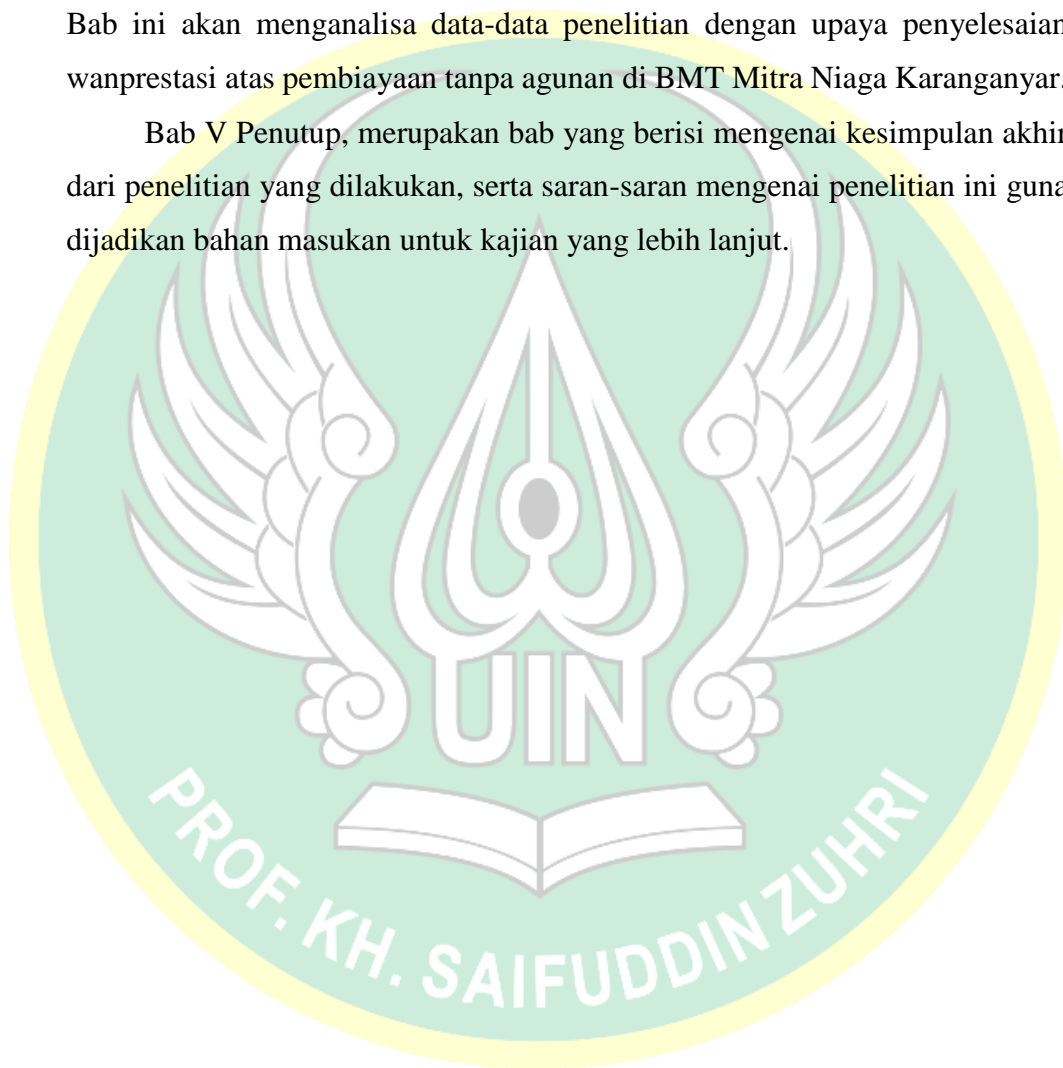 Bab ini akan menganalisa data-data penelitian dengan upaya penyelesaian
wanprestasi atas pembiayaan tanpa agunan di BMT Mitra Niaga Karanganyar.
Bab V Penutup, merupakan bab yang berisi mengenai kesimpulan akhir
dari penelitian yang dilakukan, serta saran-saran mengenai penelitian ini guna
dijadikan bahan masukan untuk kajian yang lebih lanjut.
UIN
PROF. KH. SAIFUDDIN ZUHRI